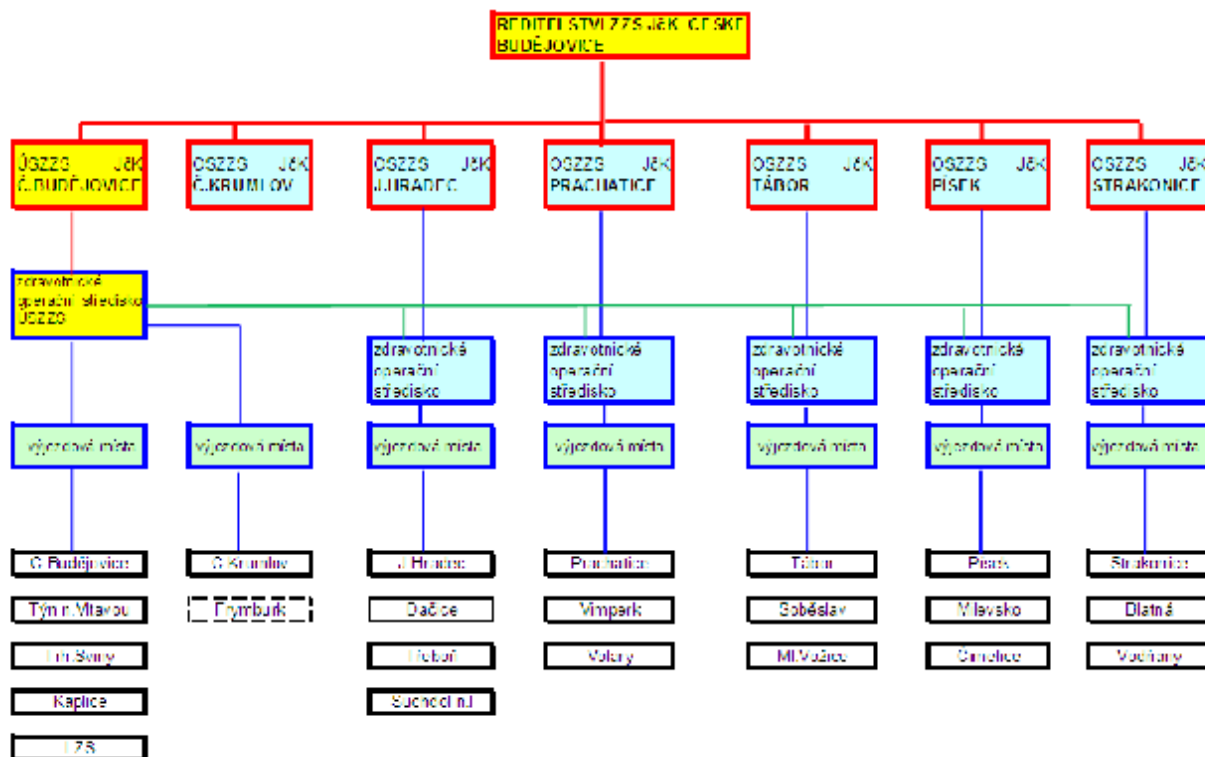 ŘEDITELSTVÍ ZZS JčK ČESKÉ
BUDĚJOVICE
ÚSZZS JčK
Č.BUDĚJOVICE
OSZZS JčK
Č.KRUMLOV
OSZZS JčK
J.HRADEC
OSZZS JčK
PRACHATICE
OSZZS JčK
TÁBOR
OSZZS JčK
PÍSEK
OSZZS JčK
STRAKONICE
zdravotnické
operační středisko
ÚSZZS
zdravotnické
operační
středisko
zdravotnické
operační
středisko
zdravotnické
operační
středisko
zdravotnické
operační
středisko
zdravotnické
operační
středisko
výjezdová místa
výjezdová místa
výjezdová místa
výjezdová místa
výjezdová místa
výjezdová místa
výjezdová místa
Č.Budějovice
Č.Krumlov
J.Hradec
Prachatice
Tábor
Písek
Strakonice
Týn n.Vltavou
Frymburk
Dačice
Vimperk
Soběslav
Milevsko
Blatná
Trh.Sviny
Třeboň
Volary
Ml.Vožice
Čimelice
Vodňany
Kaplice
Suchdol n.L
LZS